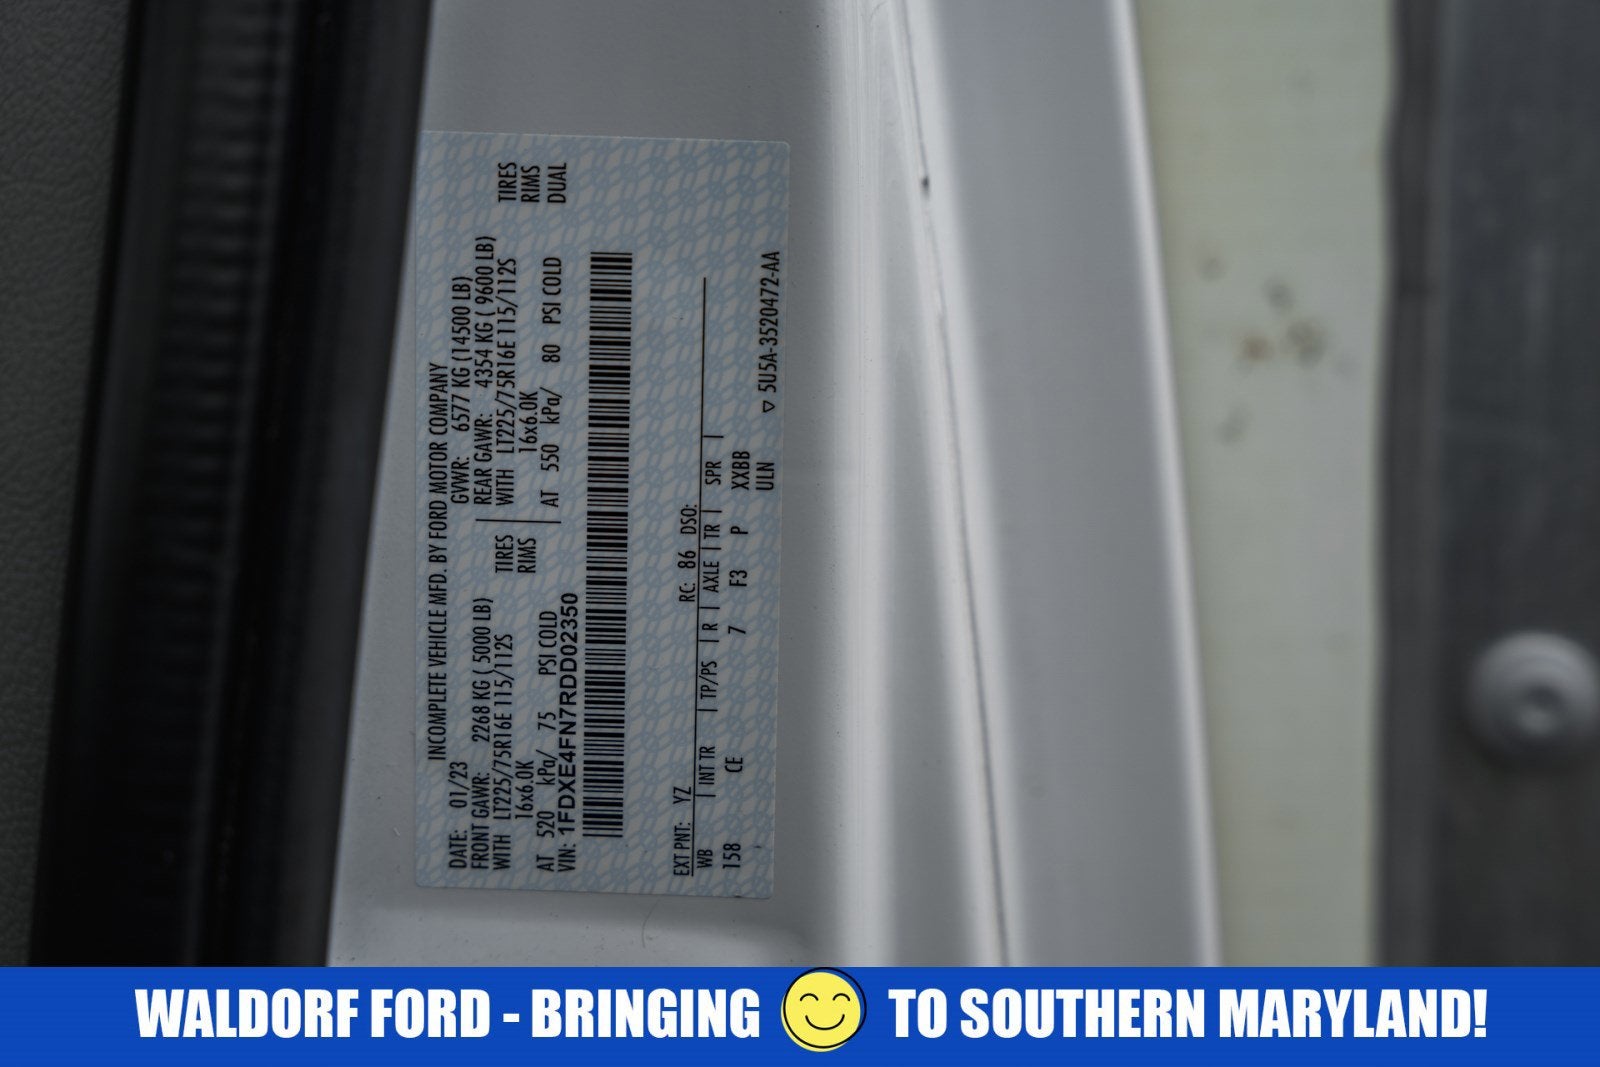 INCOMPLETE VEHICLE MFD. BY FORD MOTOR COMPANY
DATE: 01/23 GVWR: 6577 KG (14500 LB)
FRONT GAWR: 2268 KG ( 5000 LB) REAR GAWR: 4354 KG ( 9600 LB)
WITH LT225/75R16E 115/112S TIRES WITH LT225/75R16E 115/112S TIRES
16x6.0K RIMS 16x6.0K RIMS
AT 520 kPa/ 75 PSI COLD AT 550 kPa/ 80 PSI COLD DUAL
VIN: 1FDXE4FN7RDD02350
EXT PNT: YZ RC: 86 DSO:
WB | INT TR | TP/PS | R | AXLE | TR | SPR |
158 CE 7 F3 P XXBB
ULN
▽ 5U5A-3520472-AA
WALDORF FORD - BRINGING TO SOUTHERN MARYLAND!